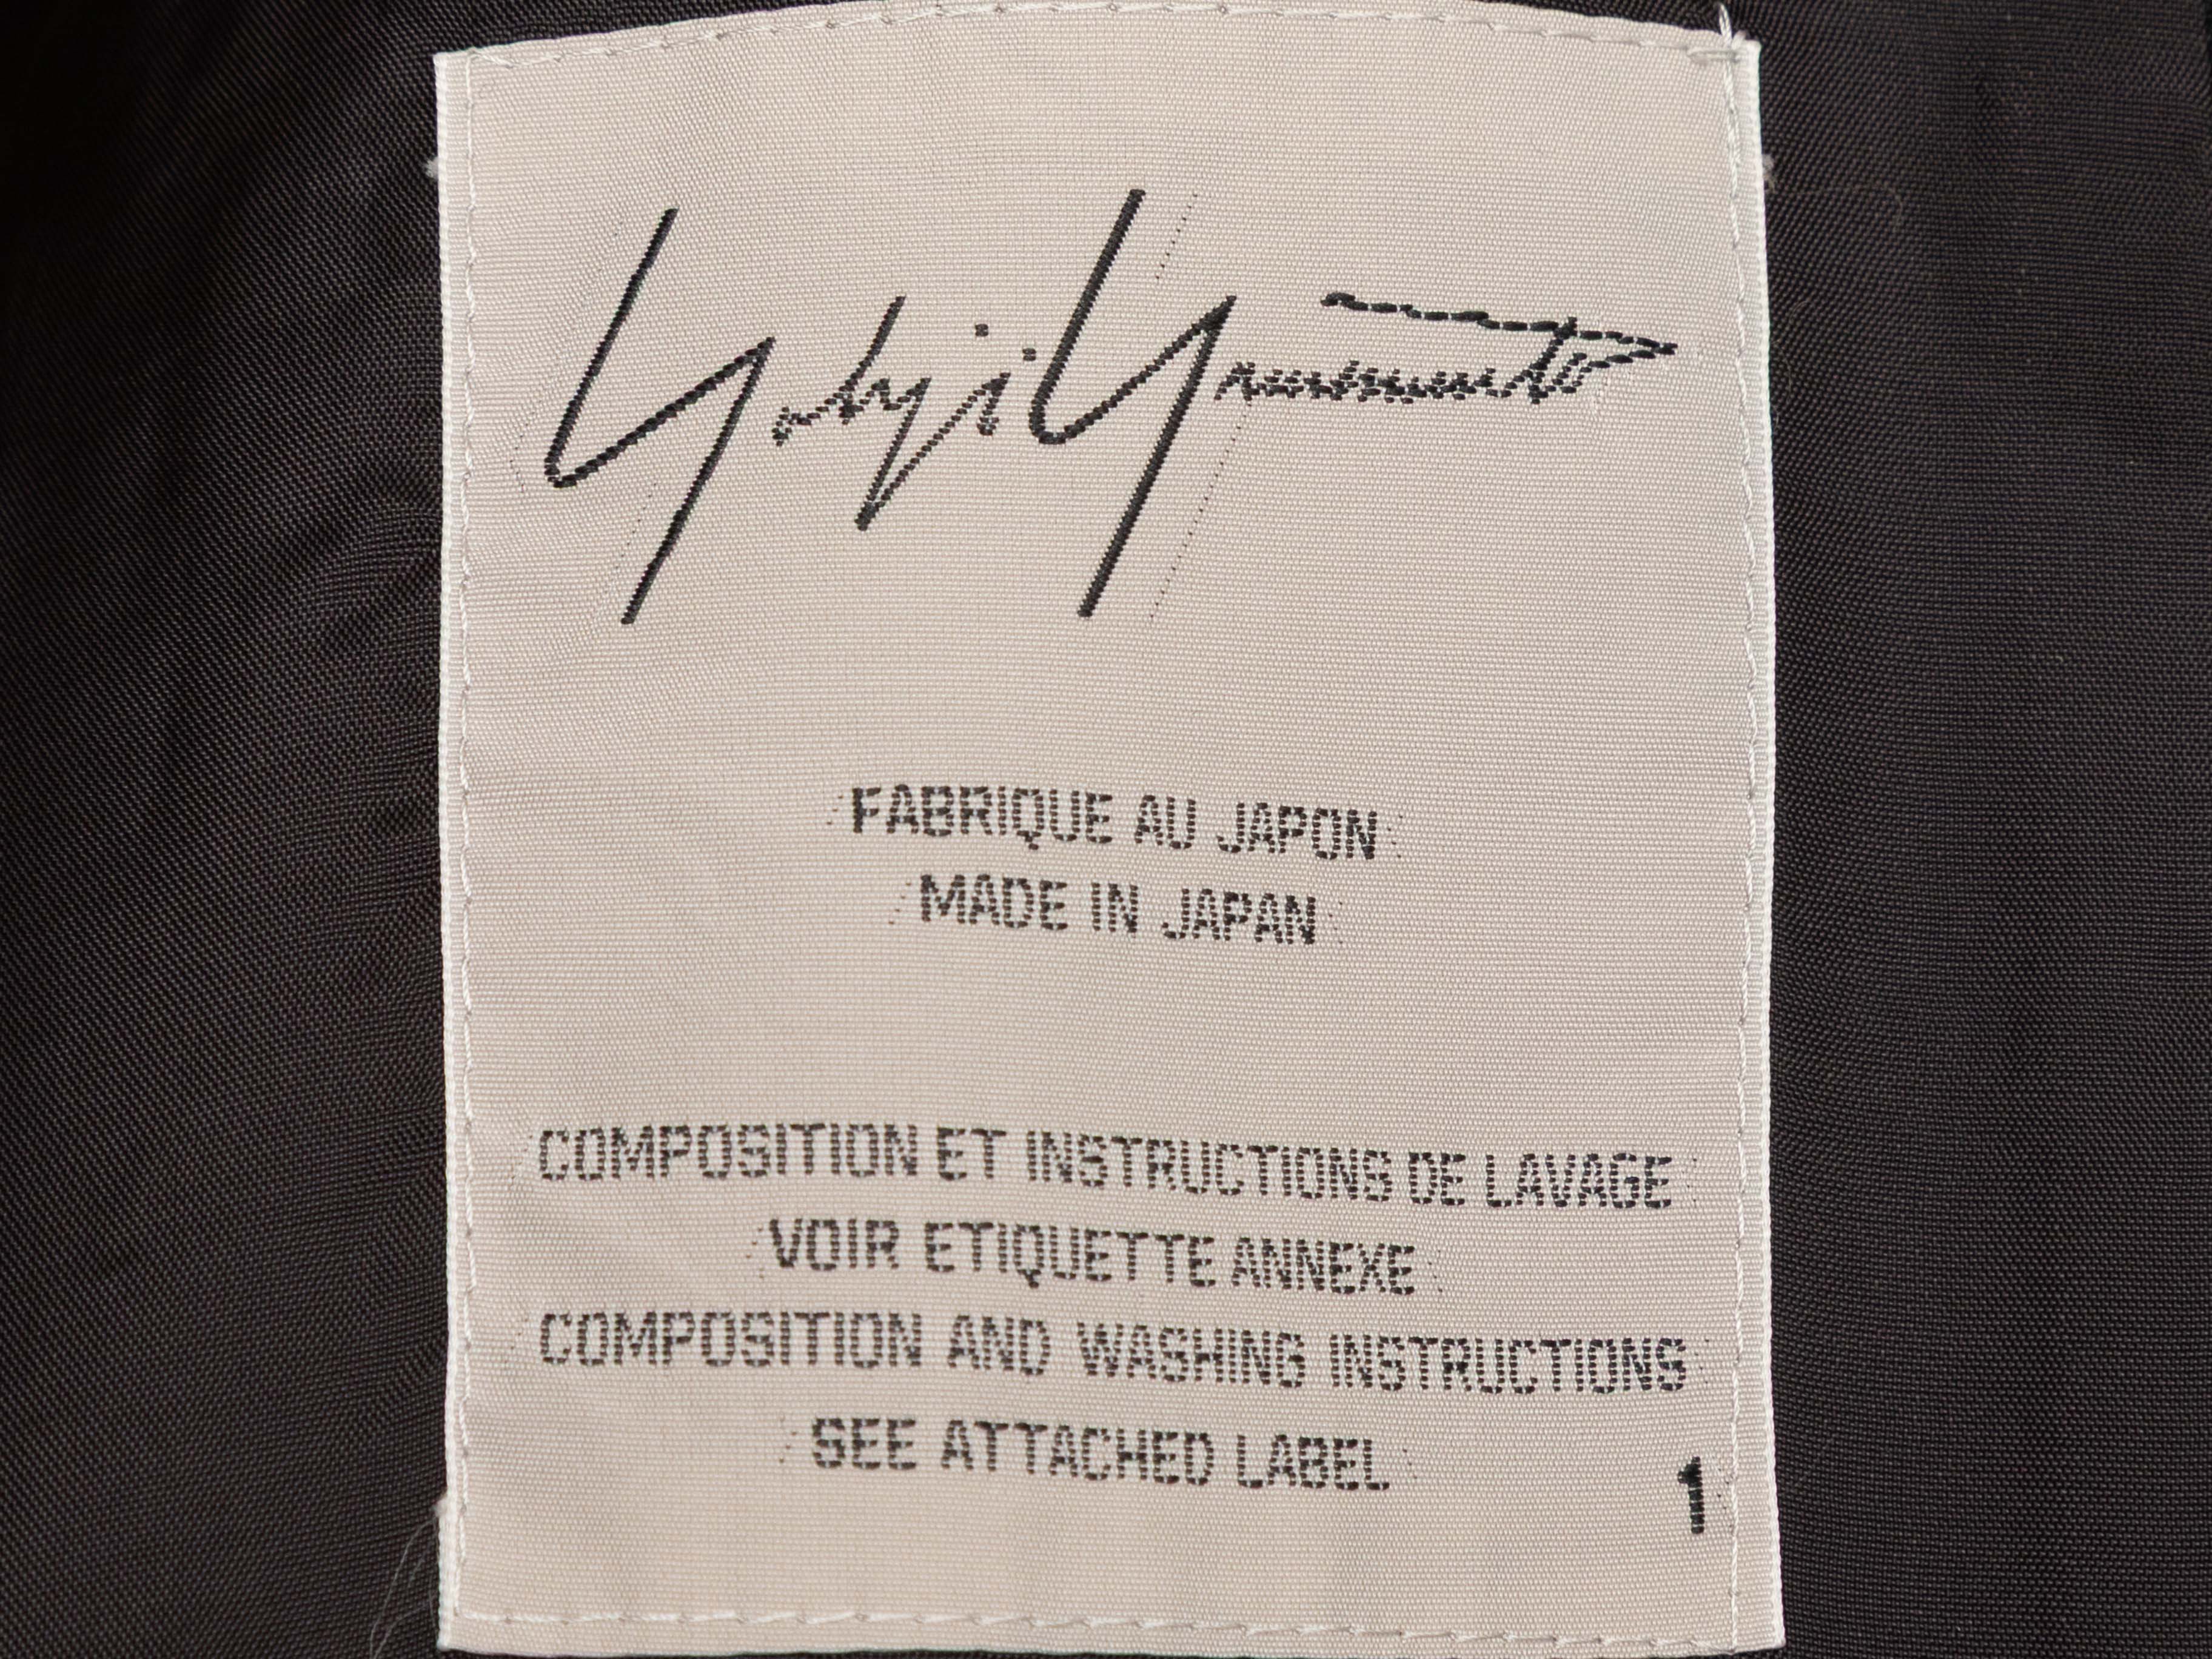 Yohji Yamamoto
FABRIQUE AU JAPON
MADE IN JAPAN
COMPOSITION ET INSTRUCTIONS DE LAVAGE
VOIR ETIQUETTE ANNEXE
COMPOSITION AND WASHING INSTRUCTIONS
SEE ATTACHED LABEL
1